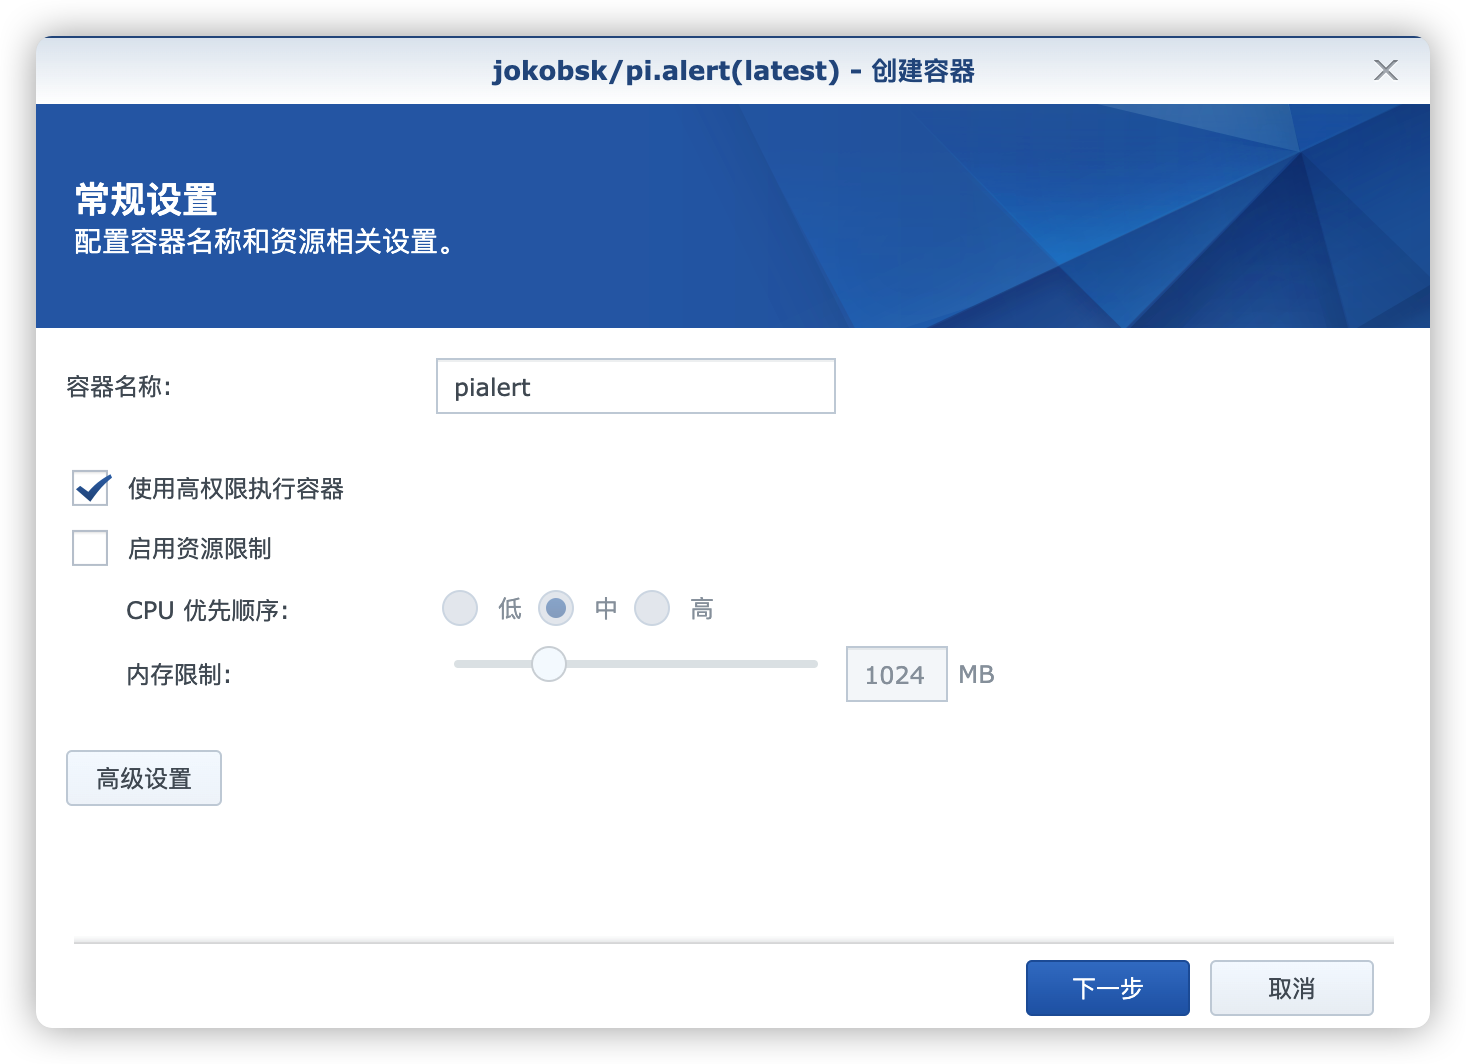 jokobsk/pi.alert(latest) - 创建容器
常规设置
配置容器名称和资源相关设置。
容器名称:
pialert
使用高权限执行容器
启用资源限制
CPU 优先顺序:
低 中 高
内存限制:
1024 MB
高级设置
下一步 取消